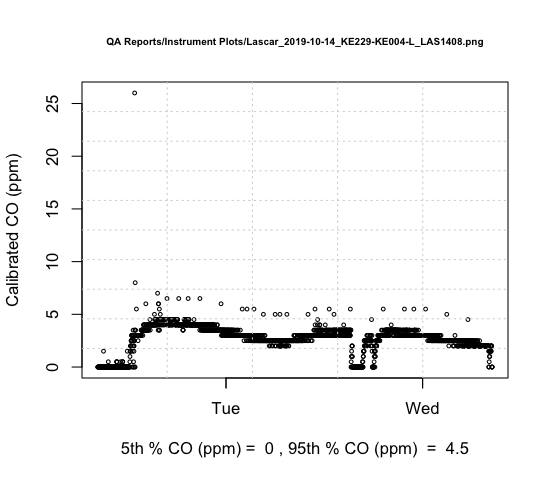 QA Reports/Instrument Plots/Lascar_2019-10-14_KE229-KE004-L_LAS1408.png
25
20
15
10
5
0
Calibrated CO (ppm)
Tue Wed
5th % CO (ppm) = 0 , 95th % CO (ppm) = 4.5